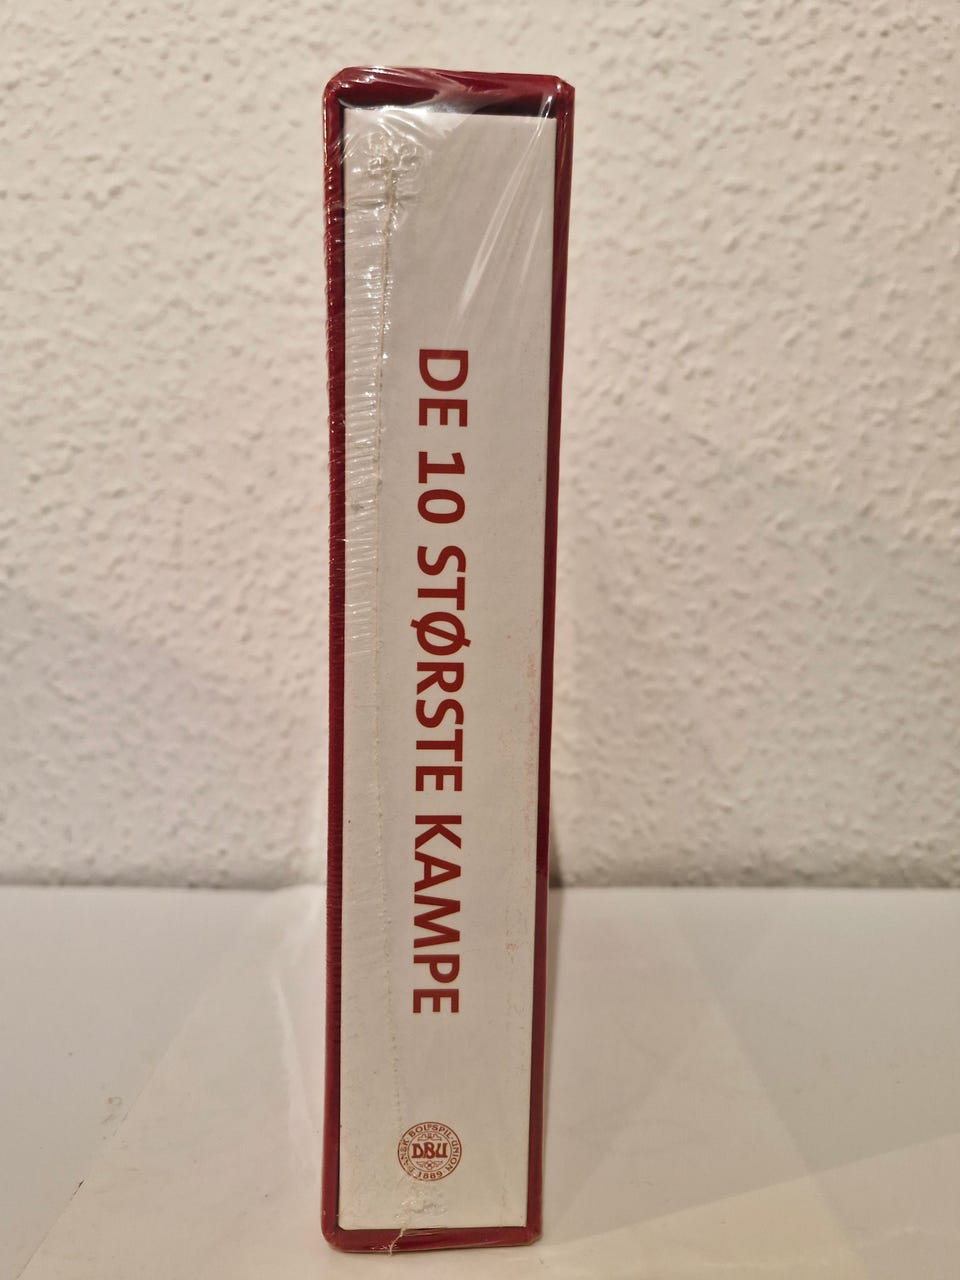 DE 10 STØRSTE KAMPE
DANSK BOLDSPIL-UNION
DBU
1889